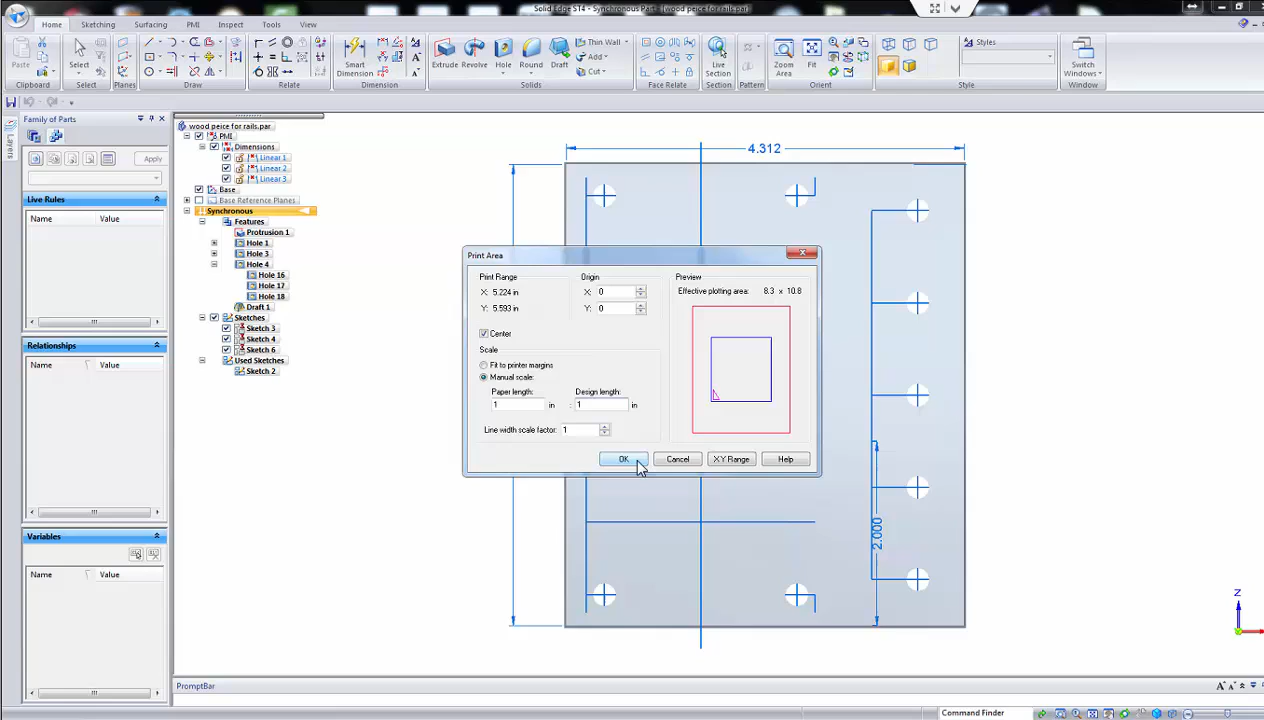 Solid Edge ST4 - Synchronous Part - [wood peice for rails.par]
Home Sketching Surfacing PMI Inspect Tools View
Paste Select Smart Dimension Extrude Revolve Hole Round Draft Thin Wall Add Cut Live Section Zoom Area Fit Styles Switch Windows
Clipboard Select Planes Draw Relate Dimension Solids Face Relate Section Pattern Orient Style Window
Layers
Family of Parts
Apply
Live Rules
Name Value
Relationships
Name Value
Variables
Name Value
wood peice for rails.par
PMI
Dimensions
Linear 1
Linear 2
Linear 3
Base
Base Reference Planes
Synchronous
Features
Protrusion 1
Hole 1
Hole 3
Hole 4
Hole 16
Hole 17
Hole 18
Draft 1
Sketches
Sketch 3
Sketch 4
Sketch 6
Used Sketches
Sketch 2
4.312
2.000
Print Area
Print Range Origin Preview
X: 5.224 in X: 0 Effective plotting area: 8.3 x 10.8
Y: 5.593 in Y: 0
Center
Scale
Fit to printer margins
Manual scale:
Paper length: Design length:
1 in : 1 in
Line width scale factor: 1
OK Cancel XY Range Help
Z
PromptBar
Command Finder